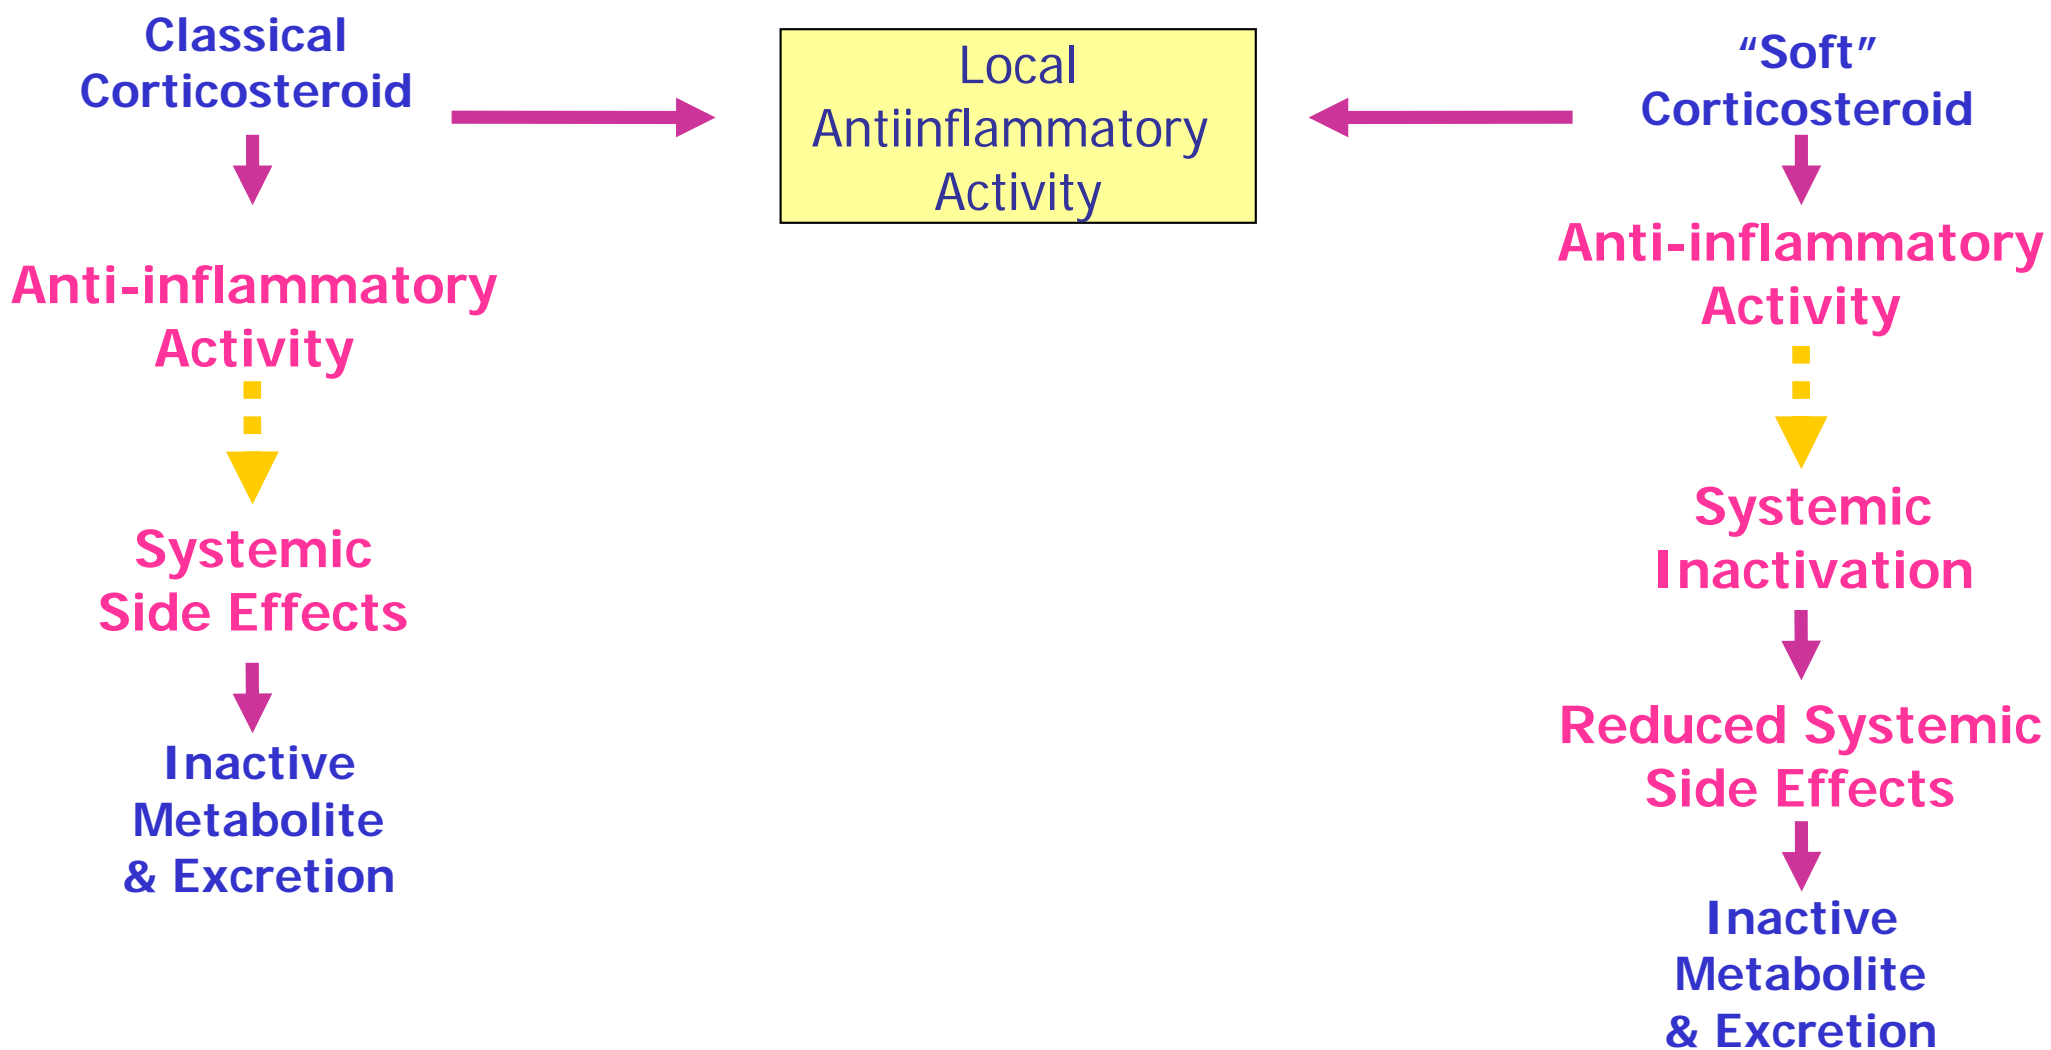 Classical
Corticosteroid
Anti-inflammatory
Activity
Systemic
Side Effects
Inactive
Metabolite
& Excretion
Local
Antiinflammatory
Activity
“Soft”
Corticosteroid
Anti-inflammatory
Activity
Systemic
Inactivation
Reduced Systemic
Side Effects
Inactive
Metabolite
& Excretion